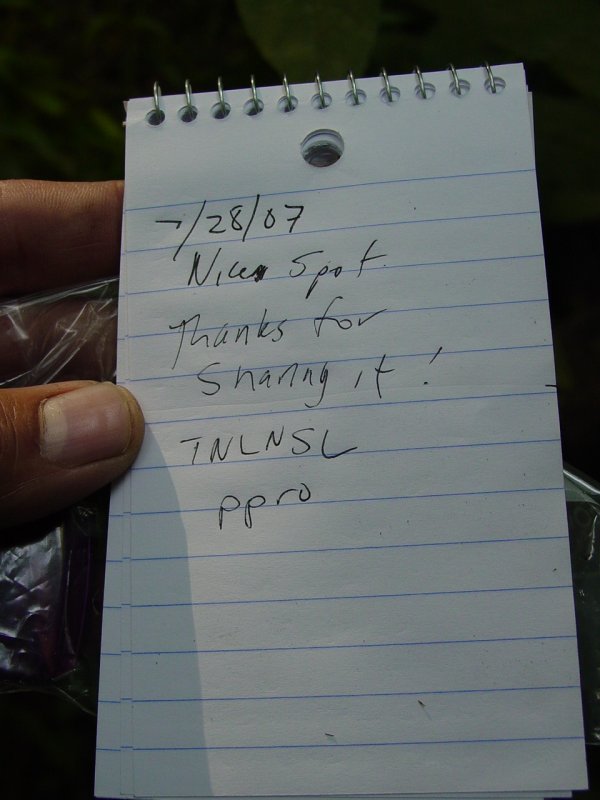 7/28/07
Nice Spot.
Thanks for
Sharing it!
TNLNSL
ppro